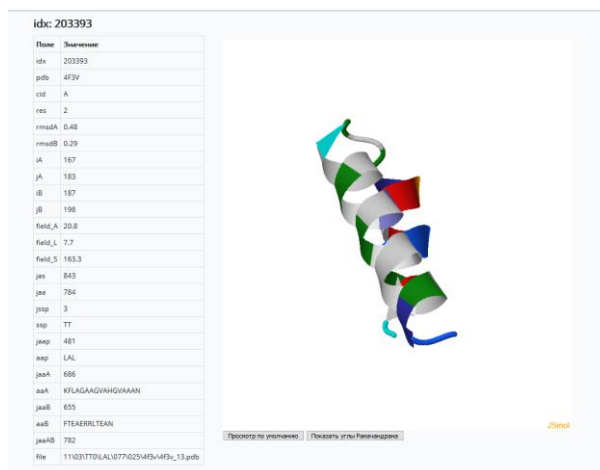 idx: 203393
Поле Значение
idx 203393
pdb 4F3V
cid A
res 2
rmsdA 0.48
rmsdB 0.29
iA 167
jA 183
iB 187
jB 198
field_A 20.8
field_L 7.7
field_S 163.3
jas 843
jaa 784
jssp 3
ssp TT
jaap 481
aap LAL
jaaA 686
aaA KFLAGAAGVAHGVAAAN
jaaB 655
aaB FTEAERRLTEAN
jaaAB 782
file 11\03\TT0\LAL\077\025\4f3v\4f3v_13.pdb
JSmol
Просмотр по умолчанию Показать углы Рамачандрана